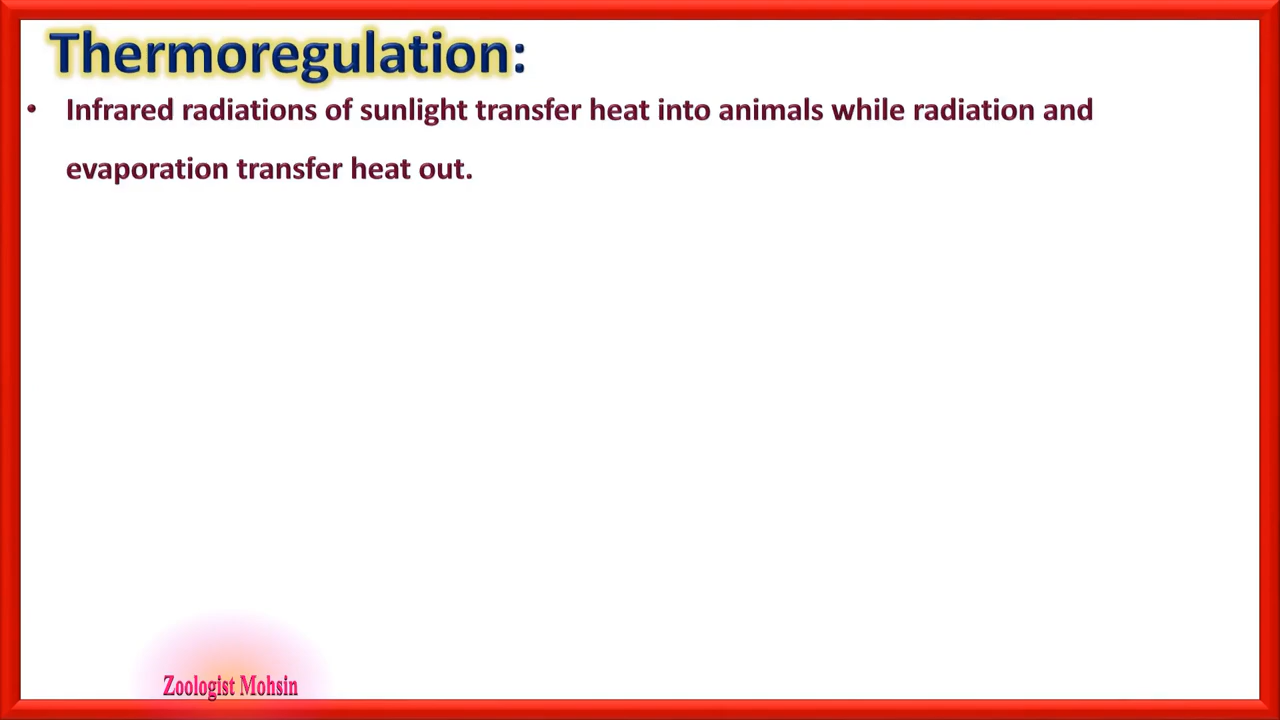 Thermoregulation:
• Infrared radiations of sunlight transfer heat into animals while radiation and
evaporation transfer heat out.
Zoologist Mohsin